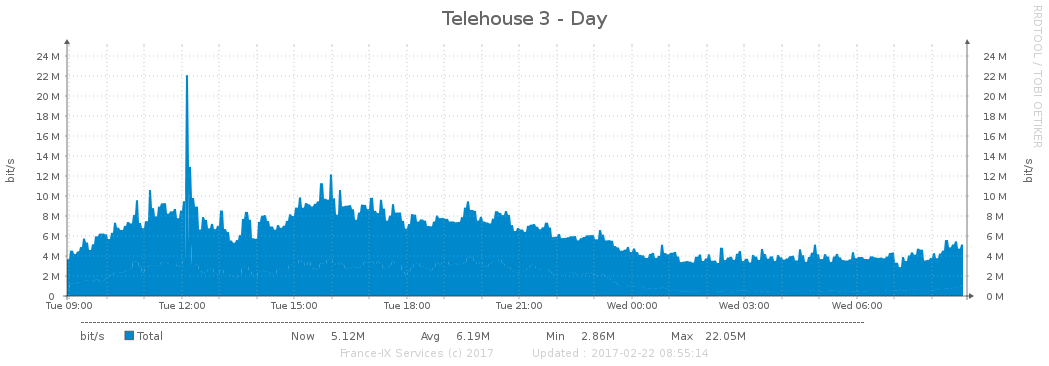 Telehouse 3 - Day
RRDTOOL / TOBI OETIKER
bit/s
24 M 24 M
22 M 22 M
20 M 20 M
18 M 18 M
16 M 16 M
14 M 14 M
12 M 12 M
10 M 10 M
8 M 8 M
6 M 6 M
4 M 4 M
2 M 2 M
0 0 M
bit/s
Tue 09:00 Tue 12:00 Tue 15:00 Tue 18:00 Tue 21:00 Wed 00:00 Wed 03:00 Wed 06:00
bit/s Total Now 5.12M Avg 6.19M Min 2.86M Max 22.05M
France-IX Services (c) 2017 Updated : 2017-02-22 08:55:14